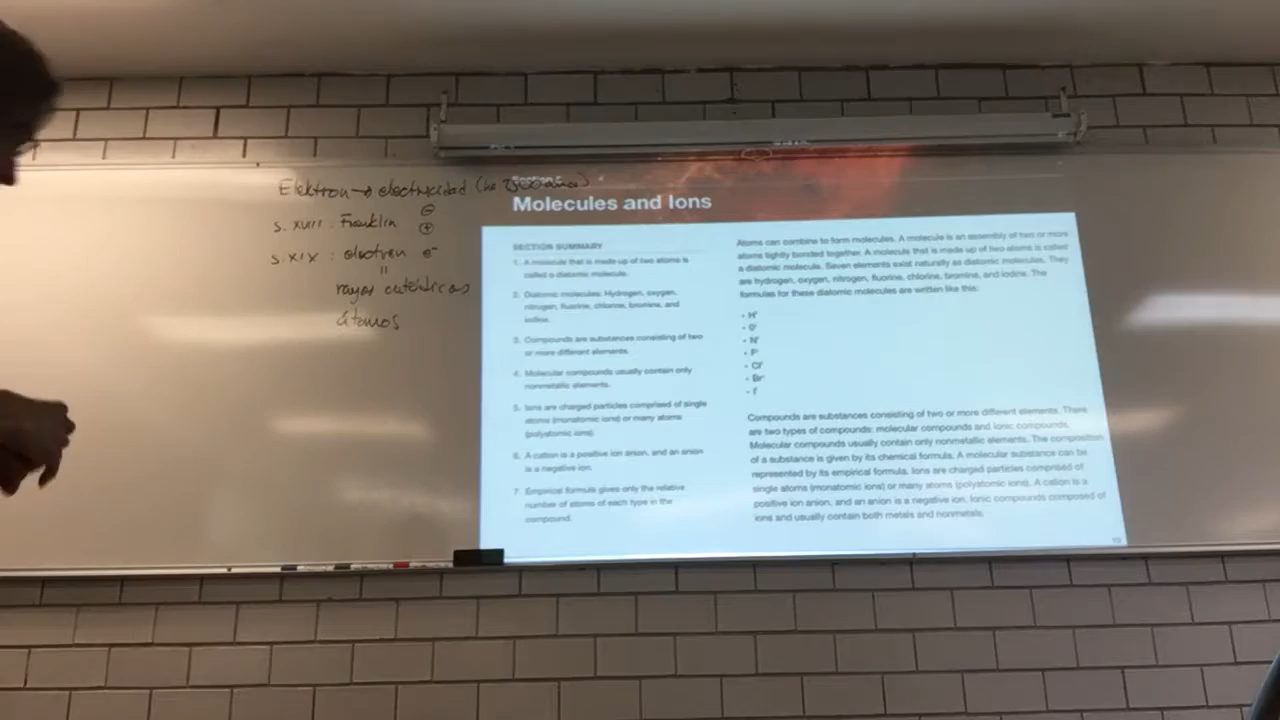 Elektron → electricidad (he 2500 anos)
s. XVIII : Franklin ⊖
⊕
s. XIX : electron e⁻
"
rayos catódicos
átomos
Molecules and Ions
SECTION SUMMARY
1. A molecule that is made up of two atoms is
called a diatomic molecule.
2. Diatomic molecules: Hydrogen, oxygen,
nitrogen, fluorine, chlorine, bromine, and
iodine.
3. Compounds are substances consisting of two
or more different elements.
4. Molecular compounds usually contain only
nonmetallic elements.
5. Ions are charged particles comprised of single
atoms (monatomic ions) or many atoms
(polyatomic ions).
6. A cation is a positive ion anion, and an anion
is a negative ion.
7. Empirical formula gives only the relative
number of atoms of each type in the
compound.
Atoms can combine to form molecules. A molecule is an assembly of two or more
atoms tightly bonded together. A molecule that is made up of two atoms is called
a diatomic molecule. Seven elements exist naturally as diatomic molecules. They
are hydrogen, oxygen, nitrogen, fluorine, chlorine, bromine, and iodine. The
formulas for these diatomic molecules are written like this:
• H²
• O²
• N²
• F²
• Cl²
• Br²
• I²
Compounds are substances consisting of two or more different elements. There
are two types of compounds: molecular compounds and ionic compounds.
Molecular compounds usually contain only nonmetallic elements. The composition
of a substance is given by its chemical formula. A molecular substance can be
represented by its empirical formula. Ions are charged particles comprised of
single atoms (monatomic ions) or many atoms (polyatomic ions). A cation is a
positive ion anion, and an anion is a negative ion. Ionic compounds composed of
ions and usually contain both metals and nonmetals.